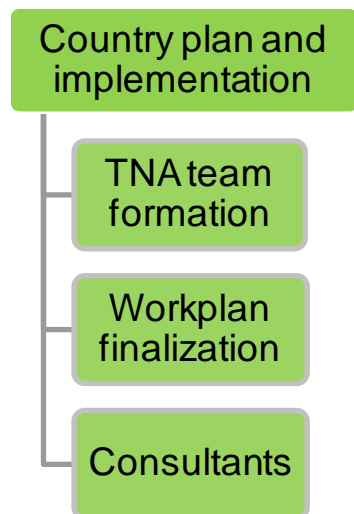 Country plan and
implementation
TNA team
formation
Workplan
finalization
Consultants